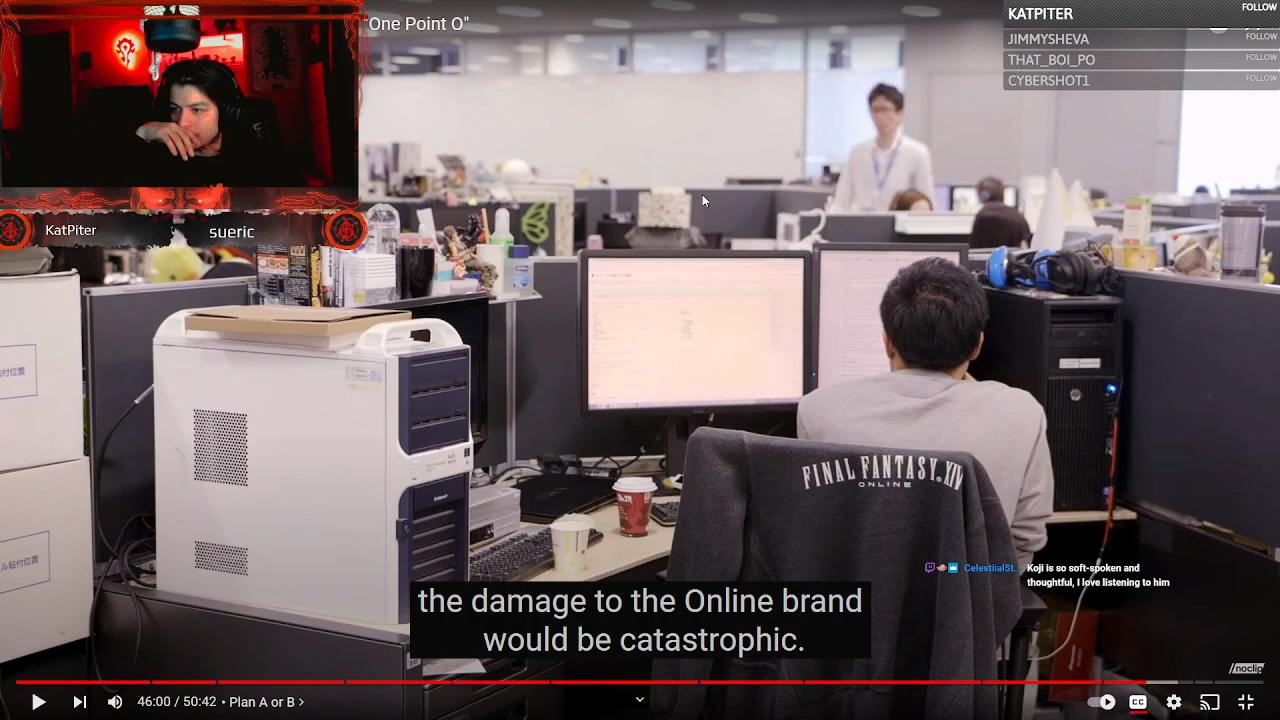 "One Point O"
KATPITER
FOLLOW
JIMMYSHEVA
FOLLOW
THAT_BOI_PO
FOLLOW
CYBERSHOT1
FOLLOW
KatPiter
sueric
FINAL FANTASY XIV
ONLINE
CelestialSt...
Koji is so soft-spoken and
thoughtful, I love listening to him
the damage to the Online brand
would be catastrophic.
/noclip
46:00 / 50:42 • Plan A or B >
CC